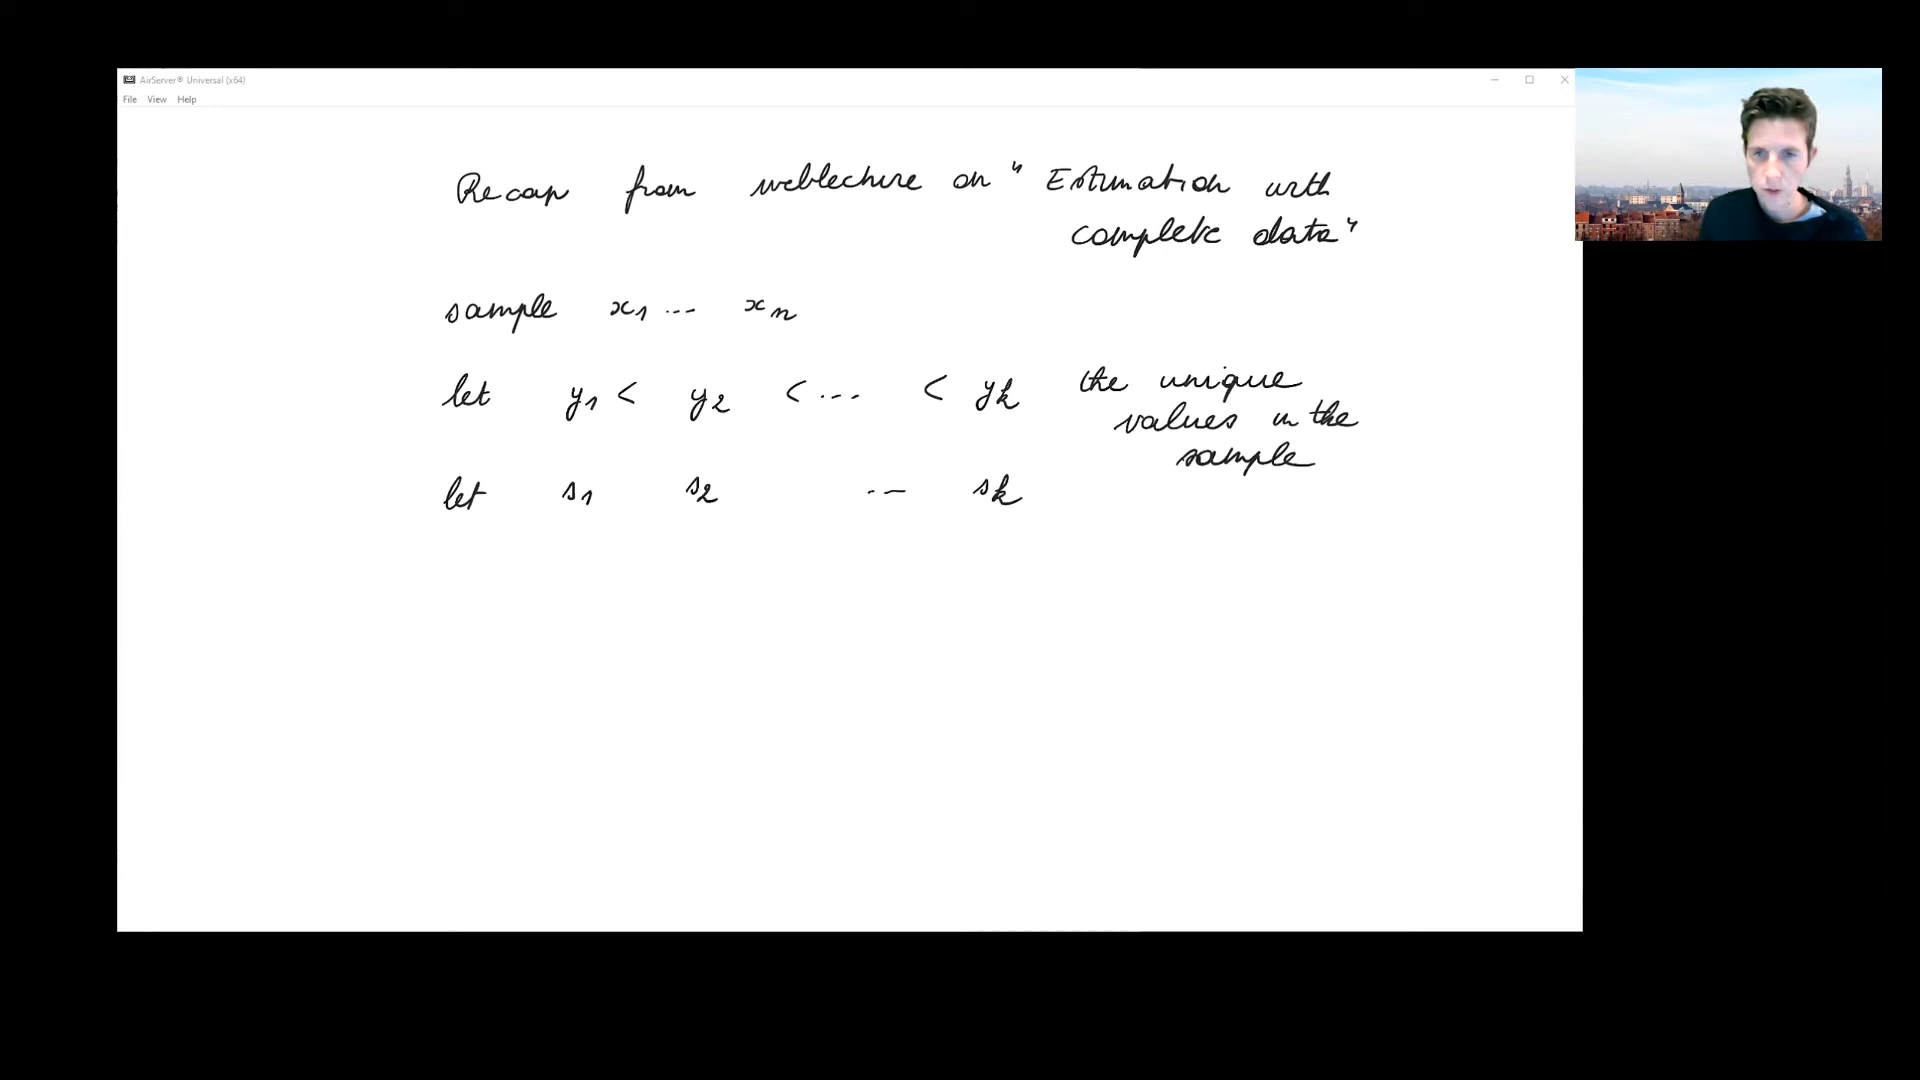 AirServer® Universal (x64)
File View Help
Recap from weblecture on "Estimation with
complete data"
sample x₁ ... xₙ
let y₁ < y₂ < ... < yₖ the unique
values in the
sample
let s₁ s₂ ... sₖ